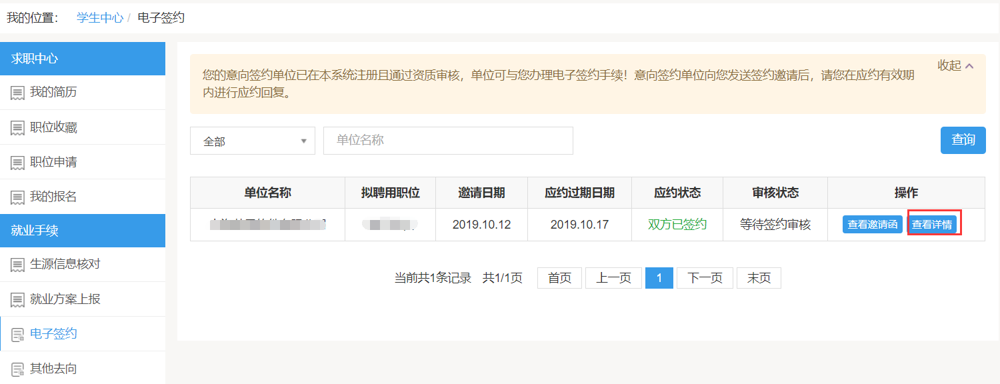 我的位置： 学生中心 / 电子签约
求职中心
我的简历
职位收藏
职位申请
我的报名
就业手续
生源信息核对
就业方案上报
电子签约
其他去向
您的意向签约单位已在本系统注册且通过资质审核，单位可与您办理电子签约手续！意向签约单位向您发送签约邀请后，请您在应约有效期
内进行应约回复。
收起
全部 单位名称 查询
单位名称 拟聘用职位 邀请日期 应约过期日期 应约状态 审核状态 操作
2019.10.12 2019.10.17 双方已签约 等待签约审核 查看邀请函 查看详情
当前共1条记录 共1/1页 首页 上一页 1 下一页 末页